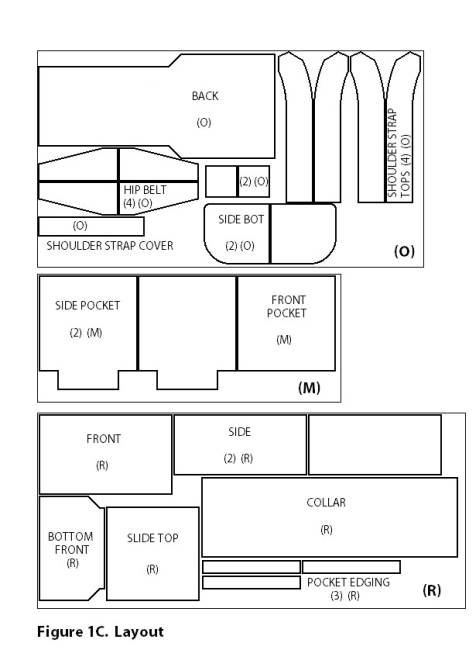 BACK
(O)
SHOULDER STRAP
TOPS (4) (O)
(2) (O)
HIP BELT
(4) (O)
SIDE BOT
(2) (O)
(O)
SHOULDER STRAP COVER
(O)
SIDE POCKET
(2) (M)
FRONT
POCKET
(M)
(M)
FRONT
(R)
SIDE
(2) (R)
COLLAR
(R)
BOTTOM
FRONT
(R)
SLIDE TOP
(R)
POCKET EDGING
(3) (R)
(R)
Figure 1C. Layout